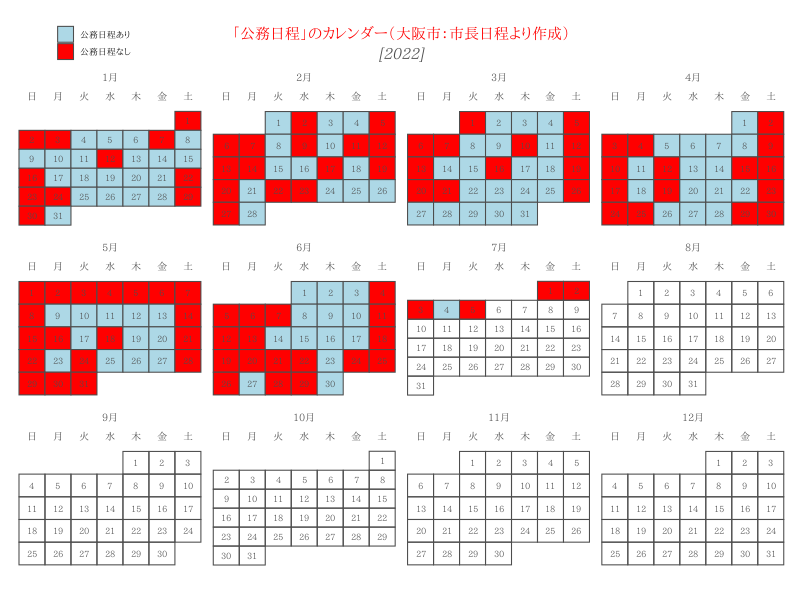 公務日程あり
公務日程なし
「公務日程」のカレンダー（大阪市：市長日程より作成）
[2022]
1月
日 月 火 水 木 金 土
4 5 6 8
9 10 11 13 14 15
17 18 19 20 21
25 26 27 28
31
2月
日 月 火 水 木 金 土
1 3 4
8 9 10
15 16 18
21 24 25 26
28
3月
日 月 火 水 木 金 土
2 3 4
8 9 11
14 15 17 18
22 23 24 25
27 28 29 30 31
4月
日 月 火 水 木 金 土
1
5 6 7 8
11 13 14
18 20 21 22
26 27 28
5月
日 月 火 水 木 金 土
9 10 11 12 13
17 19 20
23 25 26 27
6月
日 月 火 水 木 金 土
1 2 3
8 9 10
14 15 16 17
23
27 30
7月
日 月 火 水 木 金 土
4 6 7 8 9
10 11 12 13 14 15 16
17 18 19 20 21 22 23
24 25 26 27 28 29 30
31
8月
日 月 火 水 木 金 土
1 2 3 4 5 6
7 8 9 10 11 12 13
14 15 16 17 18 19 20
21 22 23 24 25 26 27
28 29 30 31
9月
日 月 火 水 木 金 土
1 2 3
4 5 6 7 8 9 10
11 12 13 14 15 16 17
18 19 20 21 22 23 24
25 26 27 28 29 30
10月
日 月 火 水 木 金 土
1
2 3 4 5 6 7 8
9 10 11 12 13 14 15
16 17 18 19 20 21 22
23 24 25 26 27 28 29
30 31
11月
日 月 火 水 木 金 土
1 2 3 4 5
6 7 8 9 10 11 12
13 14 15 16 17 18 19
20 21 22 23 24 25 26
27 28 29 30
12月
日 月 火 水 木 金 土
1 2 3
4 5 6 7 8 9 10
11 12 13 14 15 16 17
18 19 20 21 22 23 24
25 26 27 28 29 30 31